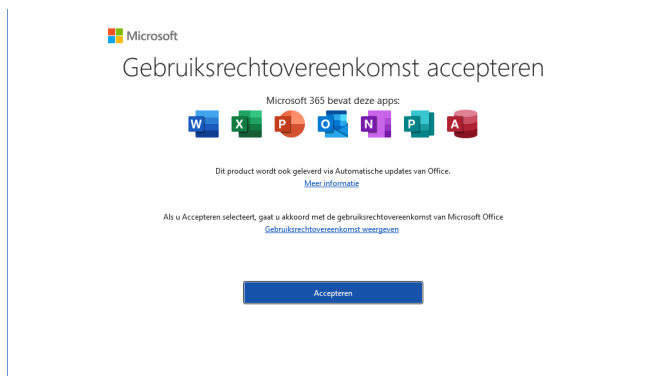 Microsoft
Gebruiksrechtovereenkomst accepteren
Microsoft 365 bevat deze apps:
W X P O N P A
Dit product wordt ook geleverd via Automatische updates van Office.
Meer informatie
Als u Accepteren selecteert, gaat u akkoord met de gebruiksrechtovereenkomst van Microsoft Office
Gebruiksrechtovereenkomst weergeven
Accepteren